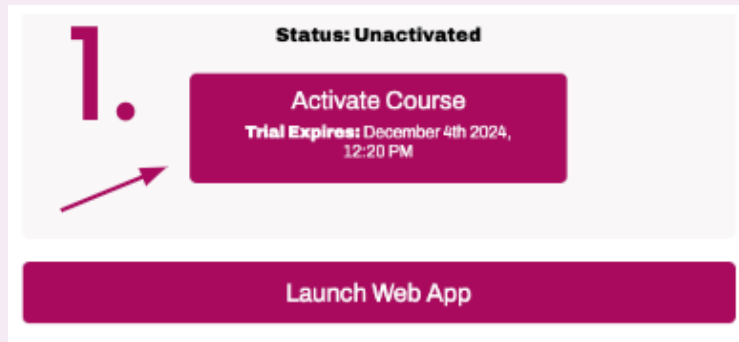 1.
Status: Unactivated
Activate Course
Trial Expires: December 4th 2024,
12:20 PM
Launch Web App